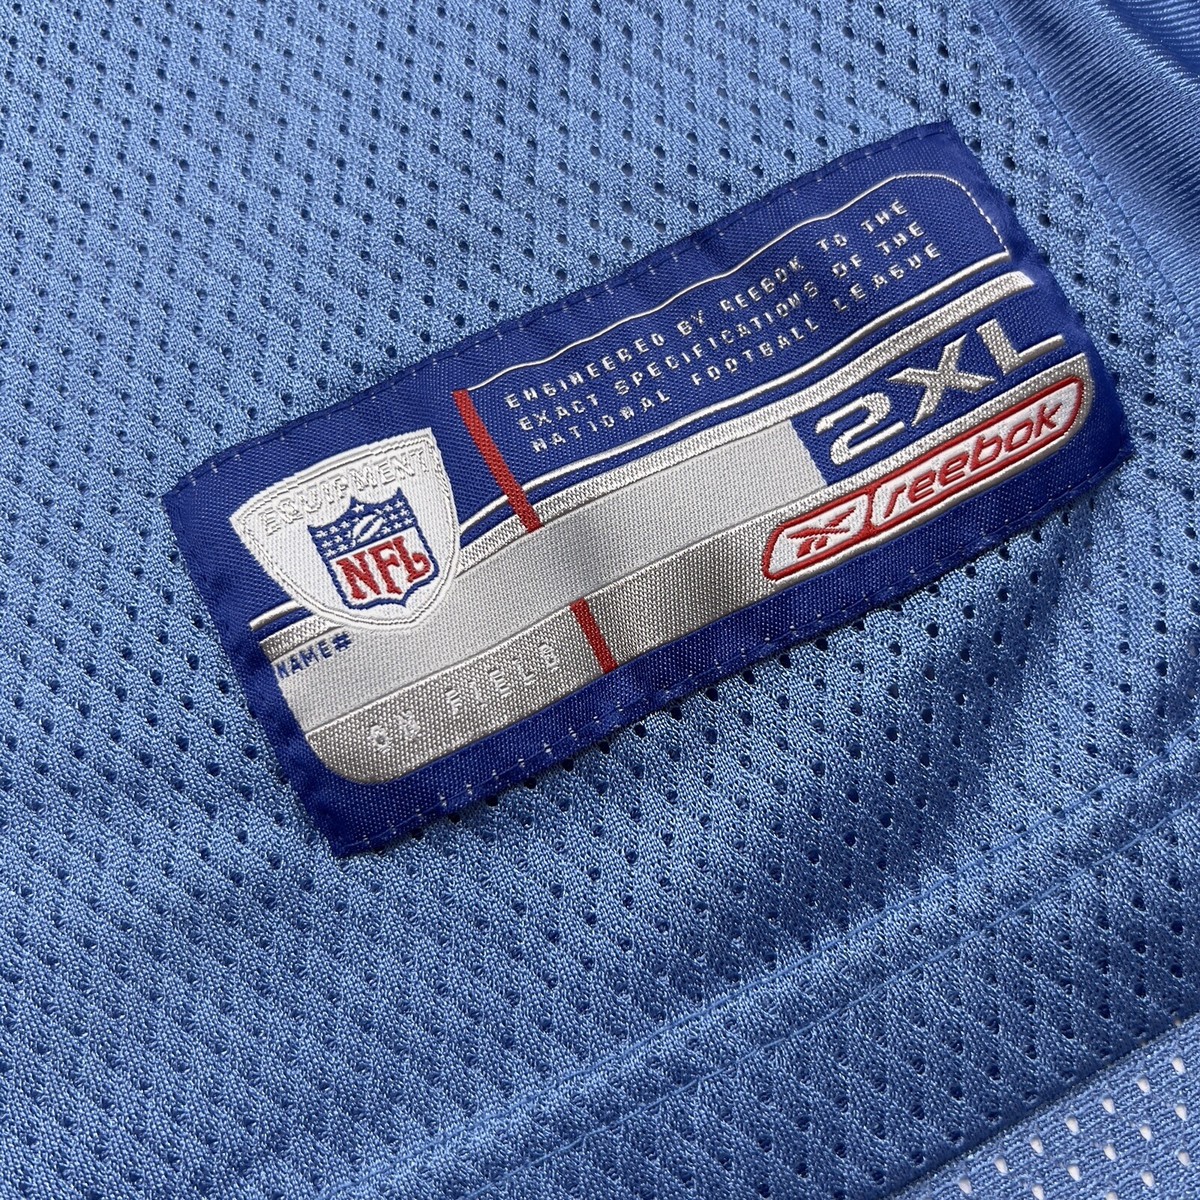 ENGINEERED BY REEBOK TO THE
EXACT SPECIFICATIONS OF THE
NATIONAL FOOTBALL LEAGUE
2XL
Reebok
EQUIPMENT
NFL
NAME#
ON FIELD